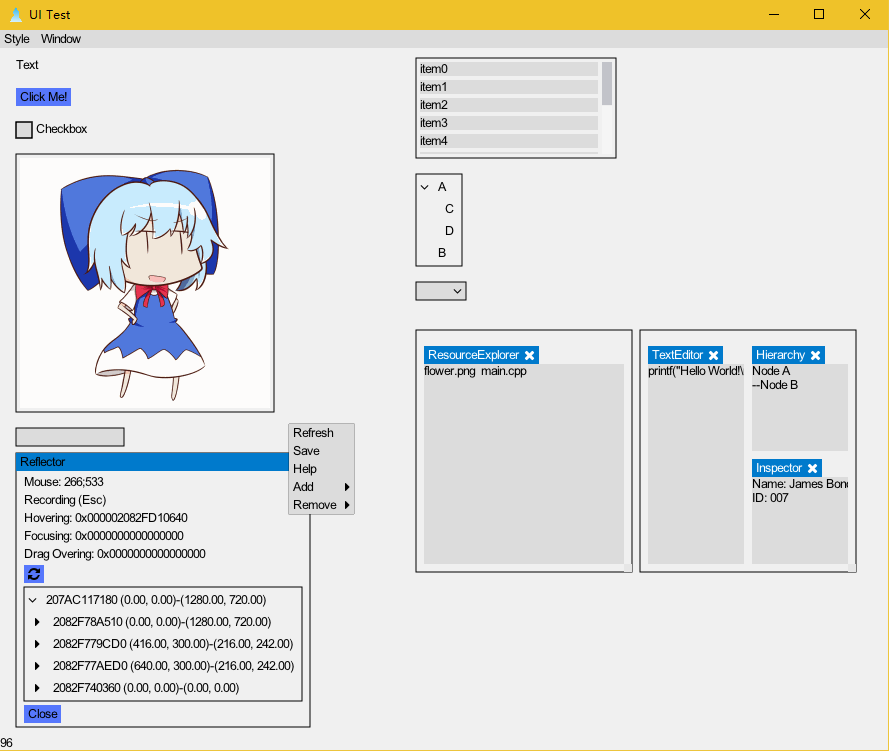 UI Test
Style Window
Text
Click Me!
Checkbox
Reflector
Mouse: 266;533
Recording (Esc)
Hovering: 0x000002082FD10640
Focusing: 0x0000000000000000
Drag Overing: 0x0000000000000000
207AC117180 (0.00, 0.00)-(1280.00, 720.00)
2082F78A510 (0.00, 0.00)-(1280.00, 720.00)
2082F779CD0 (416.00, 300.00)-(216.00, 242.00)
2082F77AED0 (640.00, 300.00)-(216.00, 242.00)
2082F740360 (0.00, 0.00)-(0.00, 0.00)
Close
96
Refresh
Save
Help
Add
Remove
item0
item1
item2
item3
item4
A
C
D
B
ResourceExplorer
flower.png main.cpp
TextEditor
printf("Hello World!\
Hierarchy
Node A
--Node B
Inspector
Name: James Bon
ID: 007